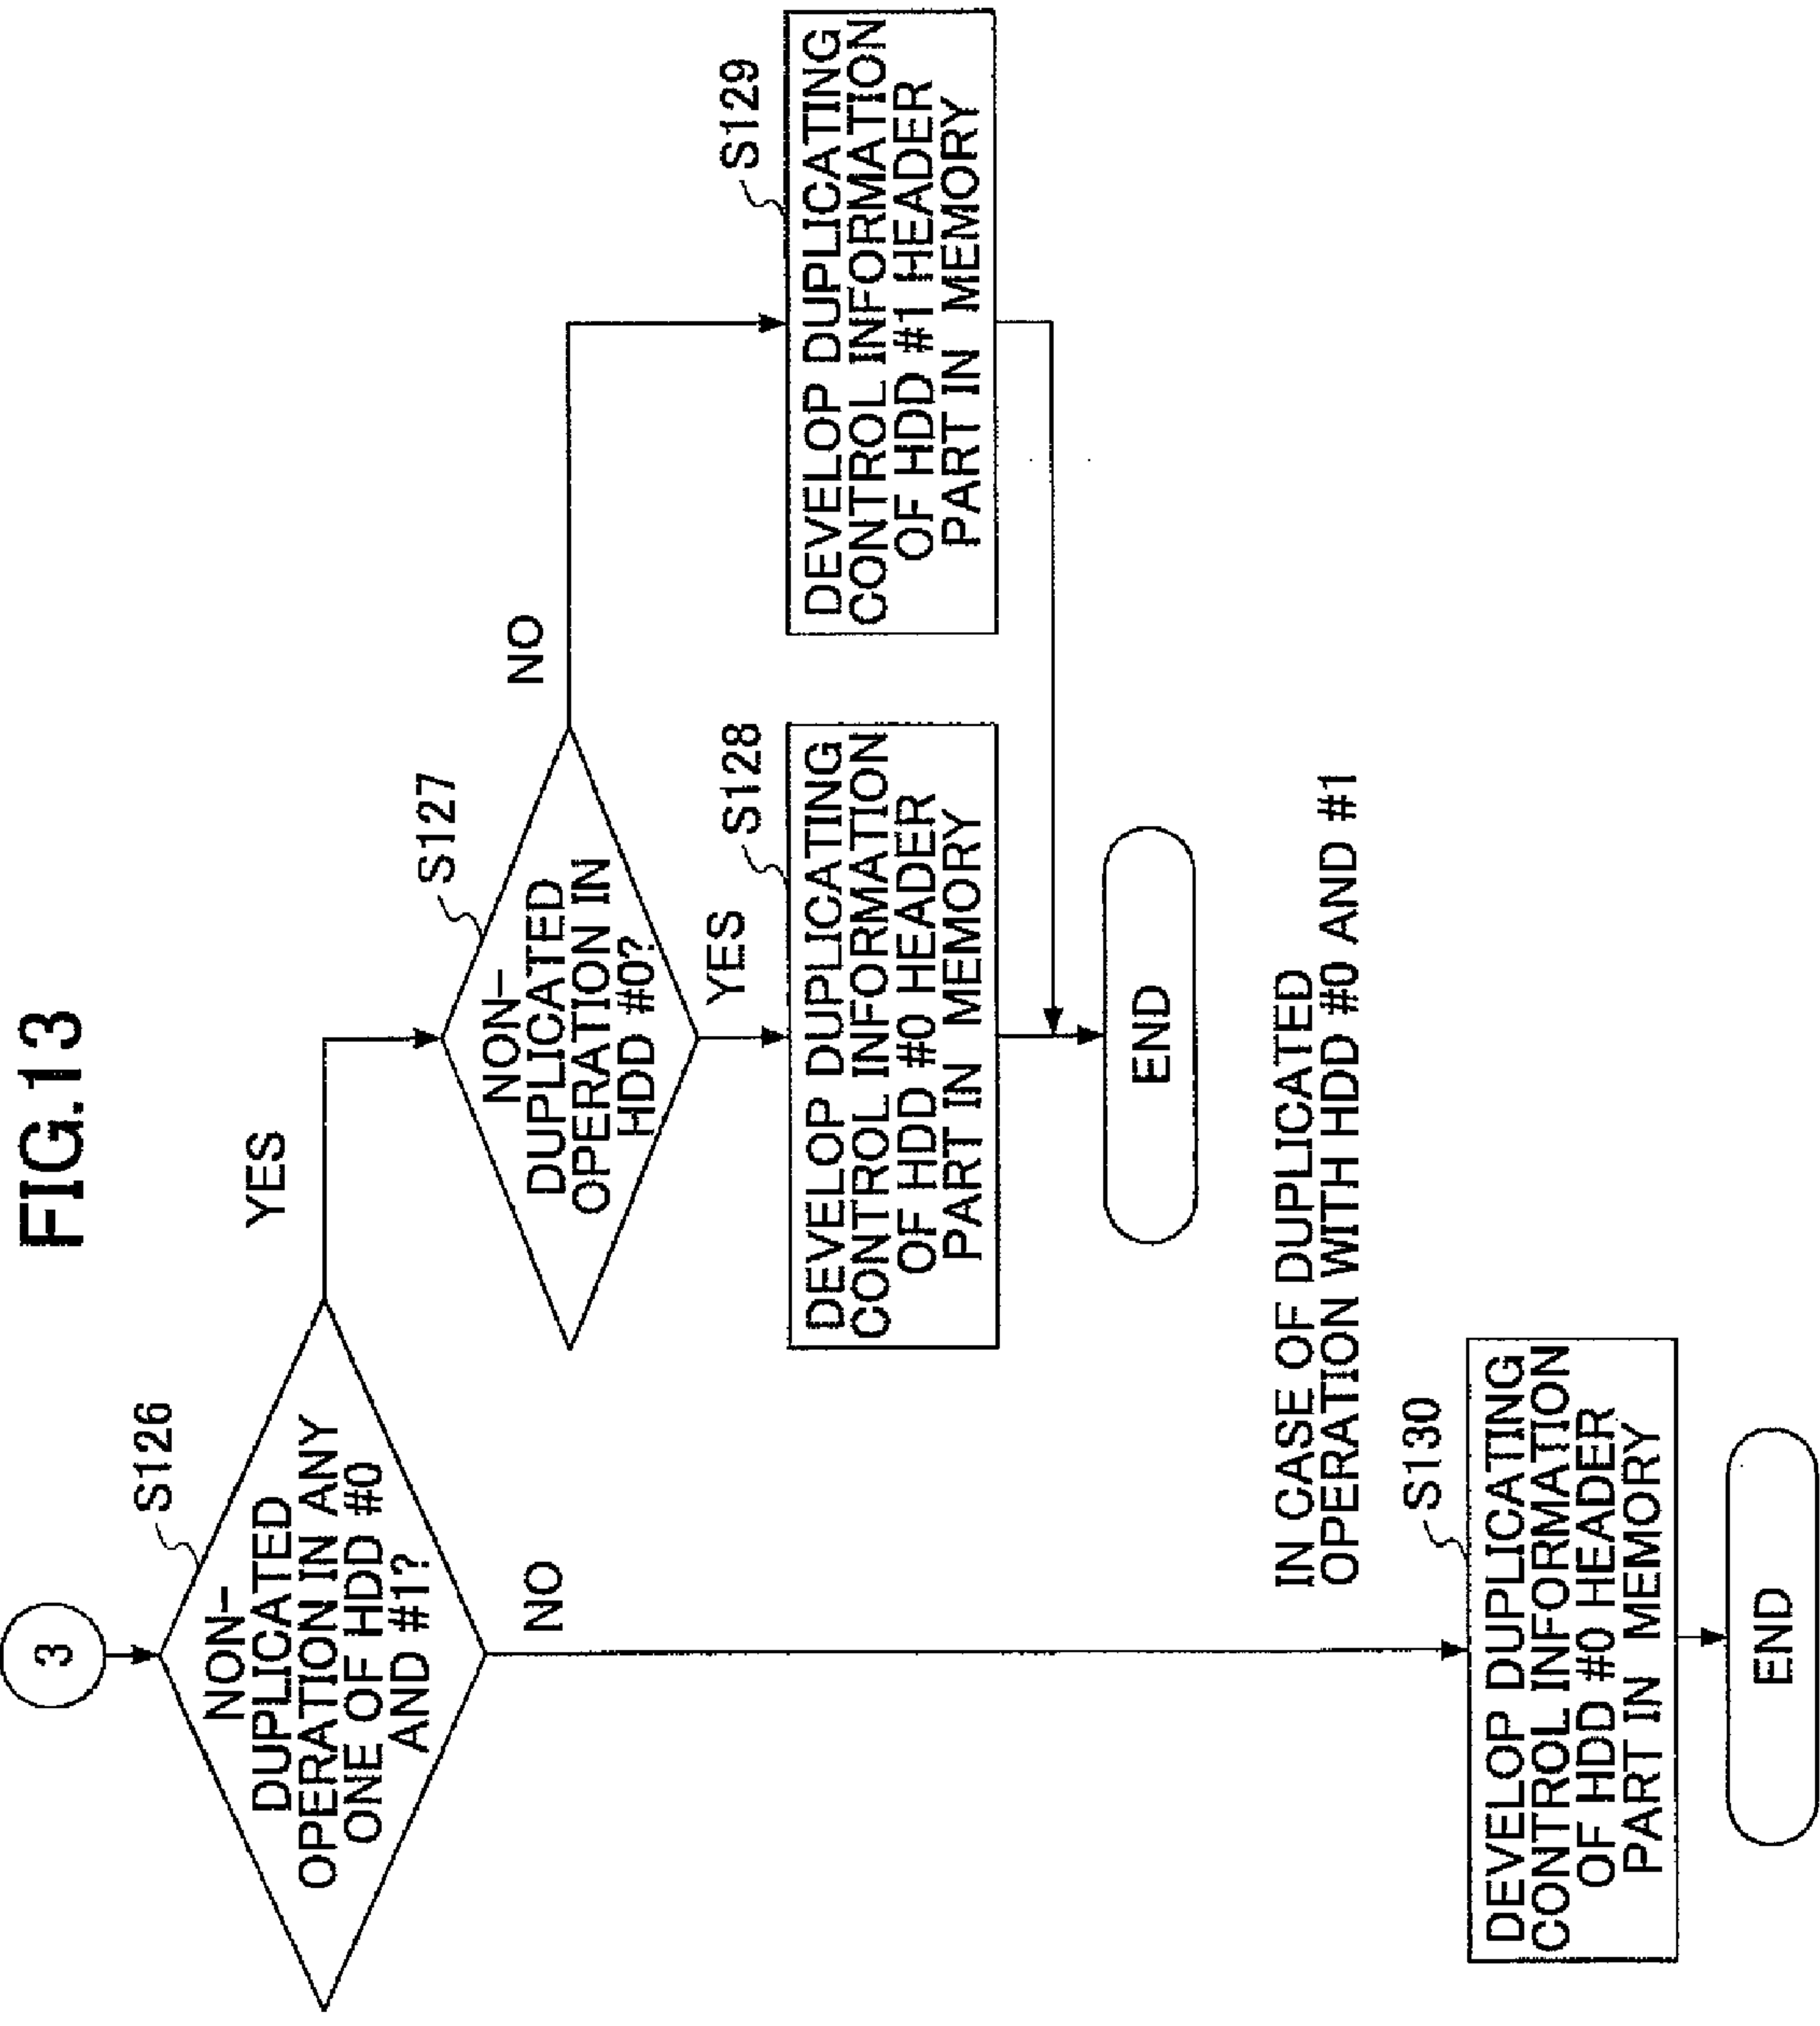 FIG.13
3
S126
NON-
DUPLICATED
OPERATION IN ANY
ONE OF HDD #0
AND #1?
YES
NO
S127
NON-
DUPLICATED
OPERATION IN
HDD #0?
YES
NO
S128
DEVELOP DUPLICATING
CONTROL INFORMATION
OF HDD #0 HEADER
PART IN MEMORY
S129
DEVELOP DUPLICATING
CONTROL INFORMATION
OF HDD #1 HEADER
PART IN MEMORY
END
IN CASE OF DUPLICATED
OPERATION WITH HDD #0 AND #1
S130
DEVELOP DUPLICATING
CONTROL INFORMATION
OF HDD #0 HEADER
PART IN MEMORY
END